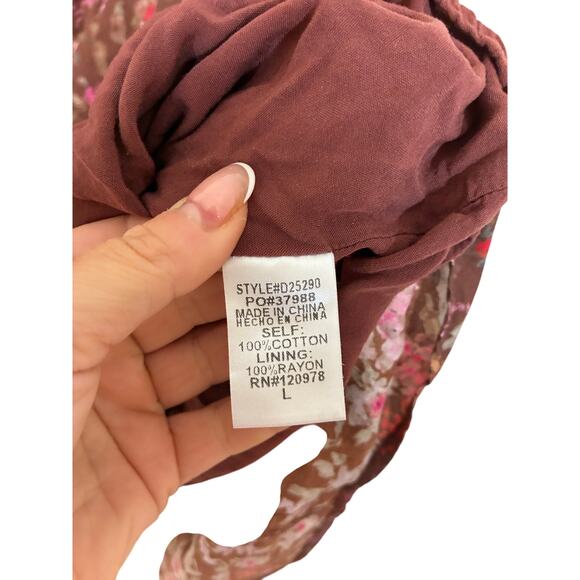 STYLE#D25290
PO#37988
MADE IN CHINA
HECHO EN CHINA
SELF:
100%COTTON
LINING:
100%RAYON
RN#120978
L